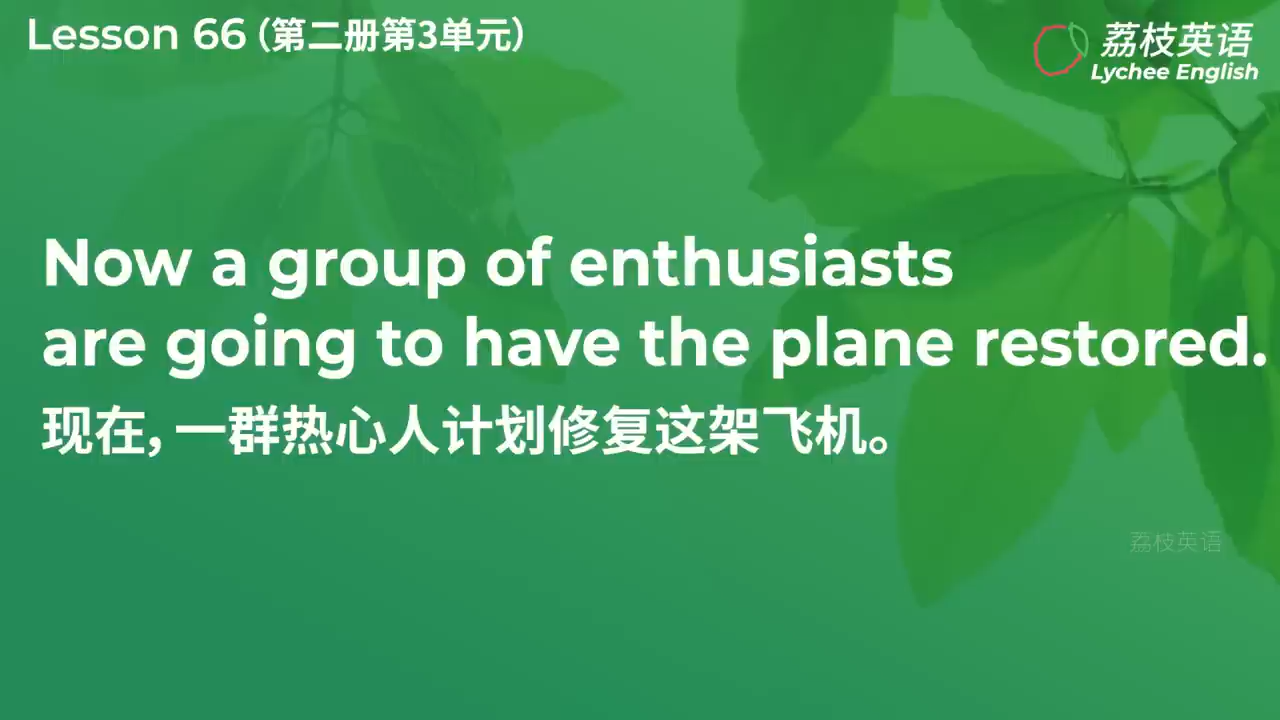 Lesson 66 (第二册第3单元)
荔枝英语
Lychee English
Now a group of enthusiasts
are going to have the plane restored.
现在, 一群热心人计划修复这架飞机。
荔枝英语